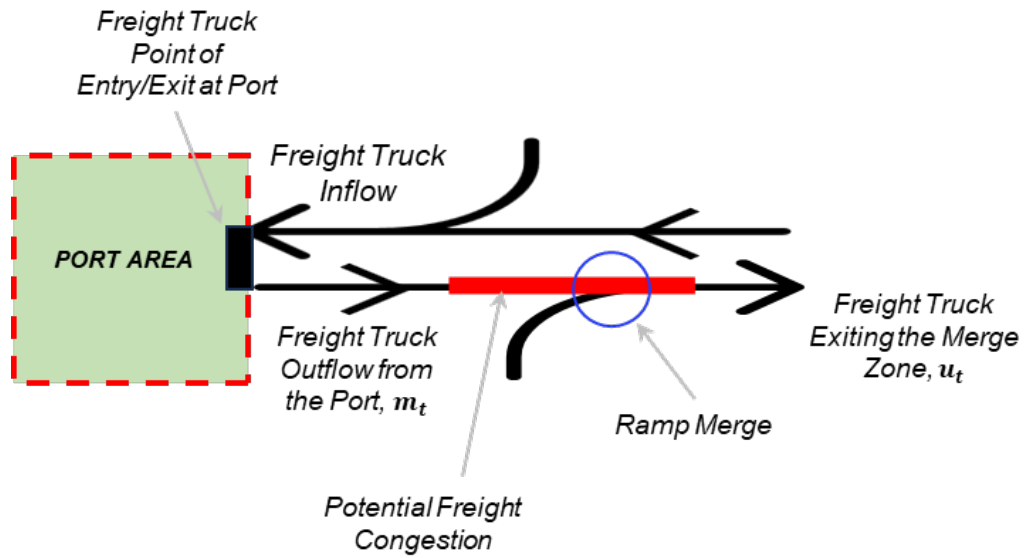 Freight Truck
Point of
Entry/Exit at Port
Freight Truck
Inflow
PORT AREA
Freight Truck
Outflow from
the Port, mₜ
Freight Truck
Exiting the Merge
Zone, uₜ
Ramp Merge
Potential Freight
Congestion